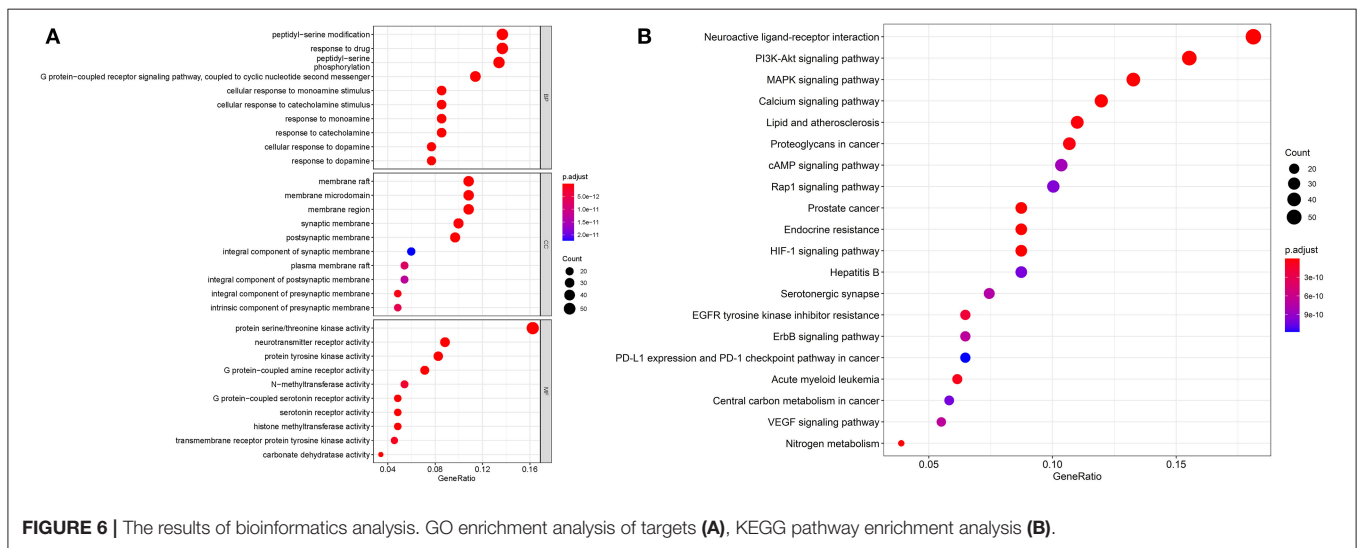 A
peptidyl-serine modification
response to drug
peptidyl-serine
phosphorylation
G protein-coupled receptor signaling pathway, coupled to cyclic nucleotide second messenger
cellular response to monoamine stimulus
cellular response to catecholamine stimulus
response to monoamine
response to catecholamine
cellular response to dopamine
response to dopamine
BP
membrane raft
membrane microdomain
membrane region
synaptic membrane
postsynaptic membrane
integral component of synaptic membrane
plasma membrane raft
integral component of postsynaptic membrane
integral component of presynaptic membrane
intrinsic component of presynaptic membrane
CC
protein serine/threonine kinase activity
neurotransmitter receptor activity
protein tyrosine kinase activity
G protein-coupled amine receptor activity
N-methyltransferase activity
G protein-coupled serotonin receptor activity
serotonin receptor activity
histone methyltransferase activity
transmembrane receptor protein tyrosine kinase activity
carbonate dehydratase activity
MF
0.04 0.08 0.12 0.16
GeneRatio
p.adjust
5.0e-12
1.0e-11
1.5e-11
2.0e-11
Count
20
30
40
50
B
Neuroactive ligand-receptor interaction
PI3K-Akt signaling pathway
MAPK signaling pathway
Calcium signaling pathway
Lipid and atherosclerosis
Proteoglycans in cancer
cAMP signaling pathway
Rap1 signaling pathway
Prostate cancer
Endocrine resistance
HIF-1 signaling pathway
Hepatitis B
Serotonergic synapse
EGFR tyrosine kinase inhibitor resistance
ErbB signaling pathway
PD-L1 expression and PD-1 checkpoint pathway in cancer
Acute myeloid leukemia
Central carbon metabolism in cancer
VEGF signaling pathway
Nitrogen metabolism
0.05 0.10 0.15
GeneRatio
Count
20
30
40
50
p.adjust
3e-10
6e-10
9e-10
FIGURE 6 | The results of bioinformatics analysis. GO enrichment analysis of targets (A), KEGG pathway enrichment analysis (B).